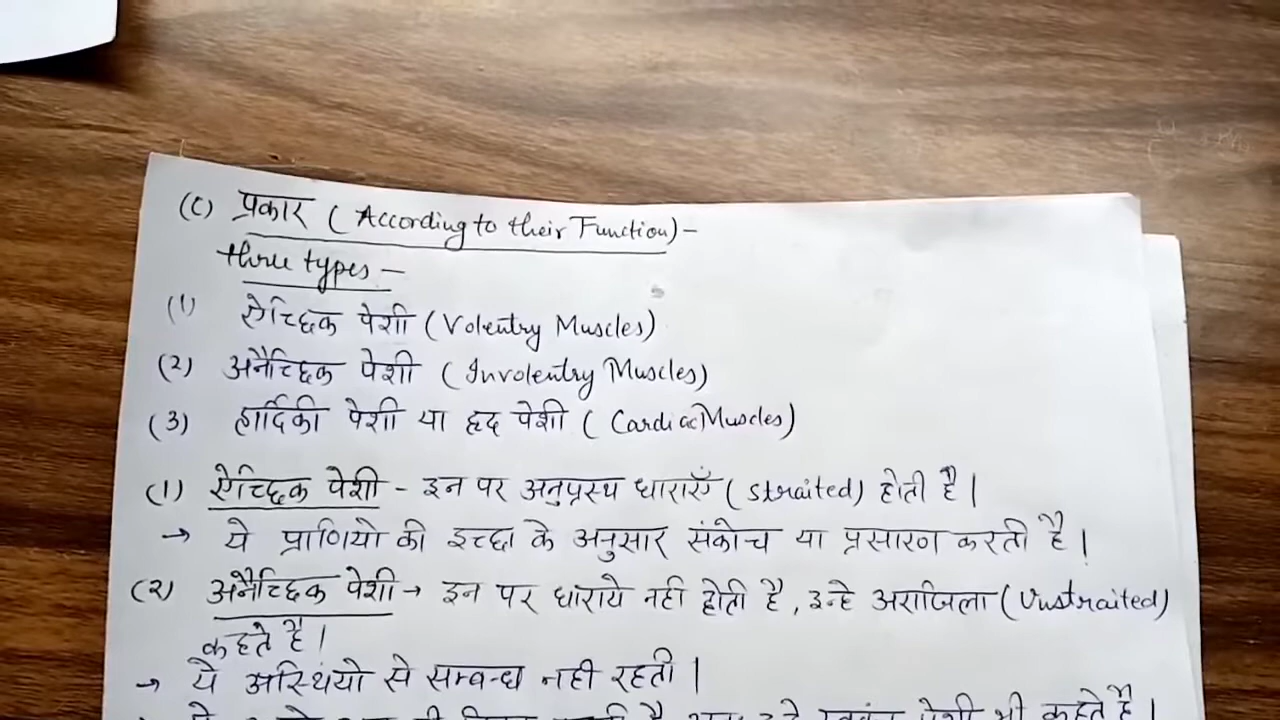 (C) प्रकार ( According to their Function) -
three types -
(1) ऐच्छिक पेशी ( Volentry Muscles)
(2) अनैच्छिक पेशी ( Involentry Muscles)
(3) हार्दिकी पेशी या हृद पेशी ( Cardiac Muscles)
(1) ऐच्छिक पेशी - इन पर अनुप्रस्थ धाराएँ ( straited) होती है।
→ ये प्राणियो की इच्छा के अनुसार संकोच या प्रसारण करती है।
(2) अनैच्छिक पेशी → इन पर धाराये नही होती है, इन्हे अराजिला ( Unstraited)
कहते है।
→ ये अस्थियो से सम्बन्ध नही रहती।
पेशी भी कहते है।